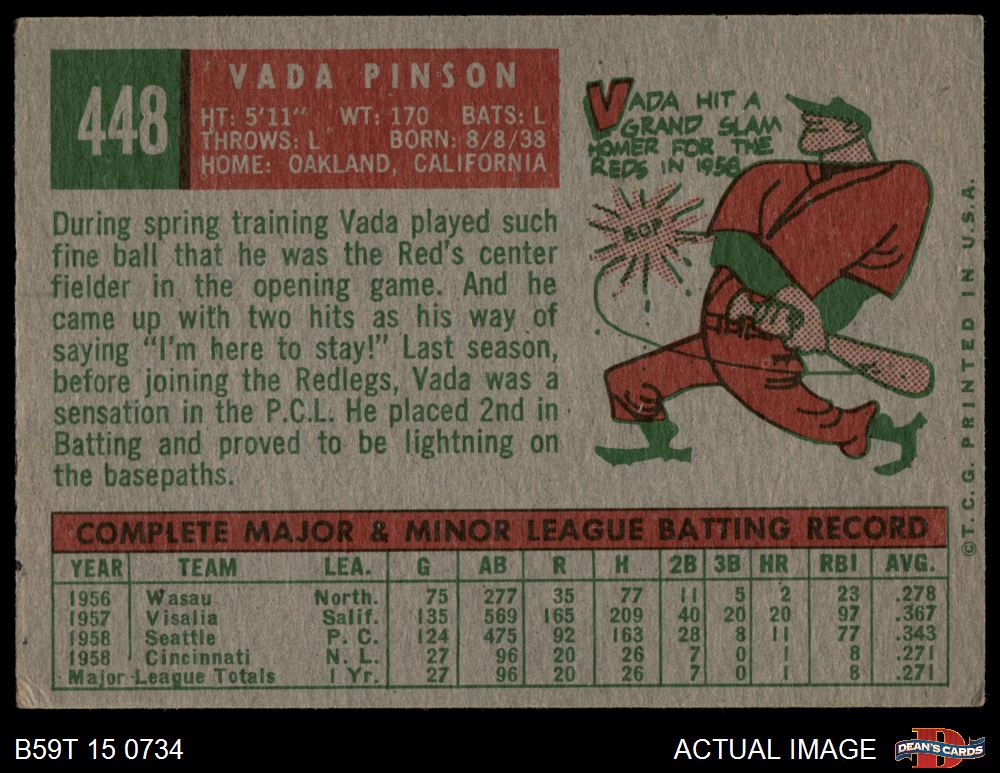 448
VADA PINSON
HT: 5'11" WT: 170 BATS: L
THROWS: L BORN: 8/8/38
HOME: OAKLAND, CALIFORNIA
During spring training Vada played such
fine ball that he was the Red's center
fielder in the opening game. And he
came up with two hits as his way of
saying "I'm here to stay!" Last season,
before joining the Redlegs, Vada was a
sensation in the P.C.L. He placed 2nd in
Batting and proved to be lightning on
the basepaths.
VADA HIT A
GRAND SLAM
HOMER FOR THE
REDS IN 1958
BOP
©T.C.G. PRINTED IN U.S.A.
COMPLETE MAJOR & MINOR LEAGUE BATTING RECORD
YEAR TEAM LEA. G AB R H 2B 3B HR RBI AVG.
1956 Wasau North. 75 277 35 77 11 5 2 23 .278
1957 Visalia Salif. 135 569 165 209 40 20 20 97 .367
1958 Seattle P. C. 124 475 92 163 28 8 11 77 .343
1958 Cincinnati N. L. 27 96 20 26 7 0 1 8 .271
Major League Totals 1 Yr. 27 96 20 26 7 0 1 8 .271
B59T 15 0734
ACTUAL IMAGE
D
DEAN'S CARDS